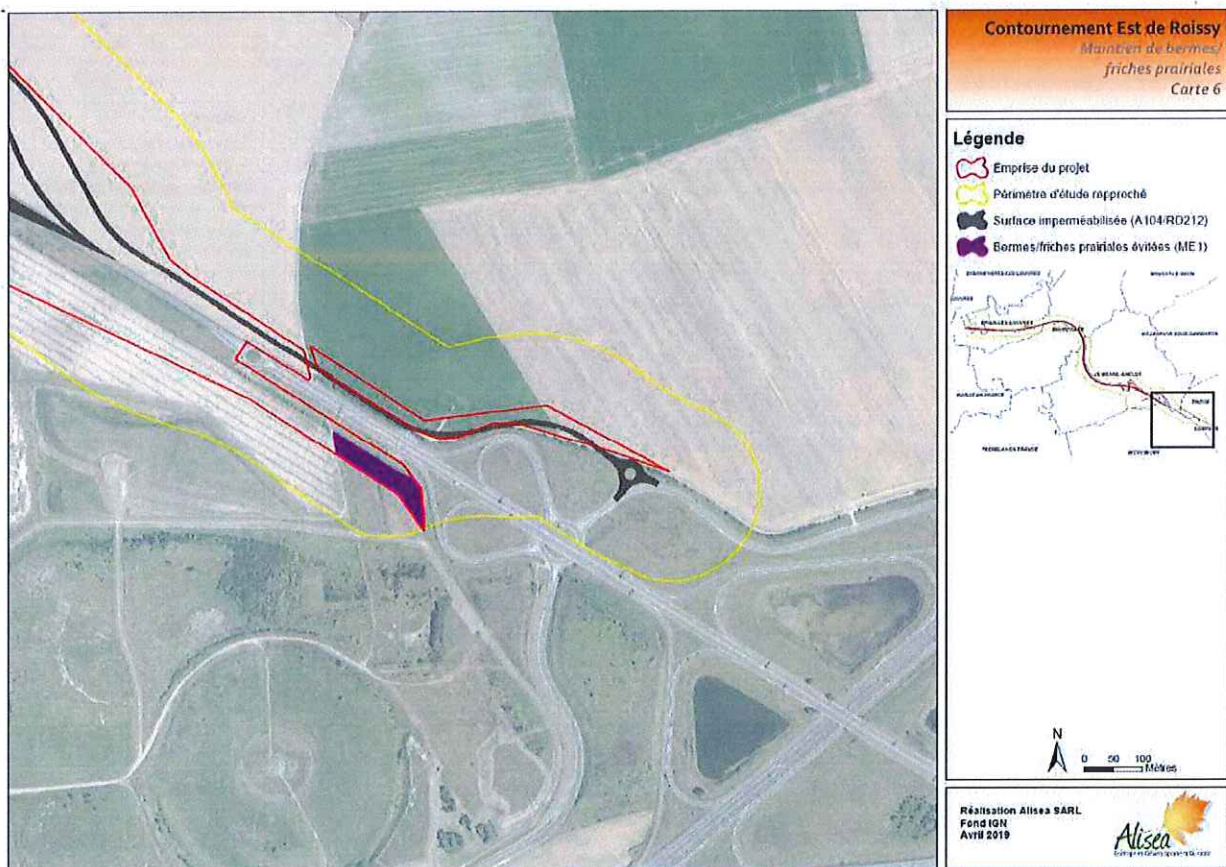 Contournement Est de Roissy
Maintien de bermes/
friches prairiales
Carte 6
Légende
Emprise du projet
Périmètre d'étude rapproché
Surface imperméabilisée (A104/RD212)
Bermes/friches prairiales évitées (ME1)
N
0 50 100
Mètres
Réalisation Alisea SARL
Fond IGN
Avril 2019
Alisea